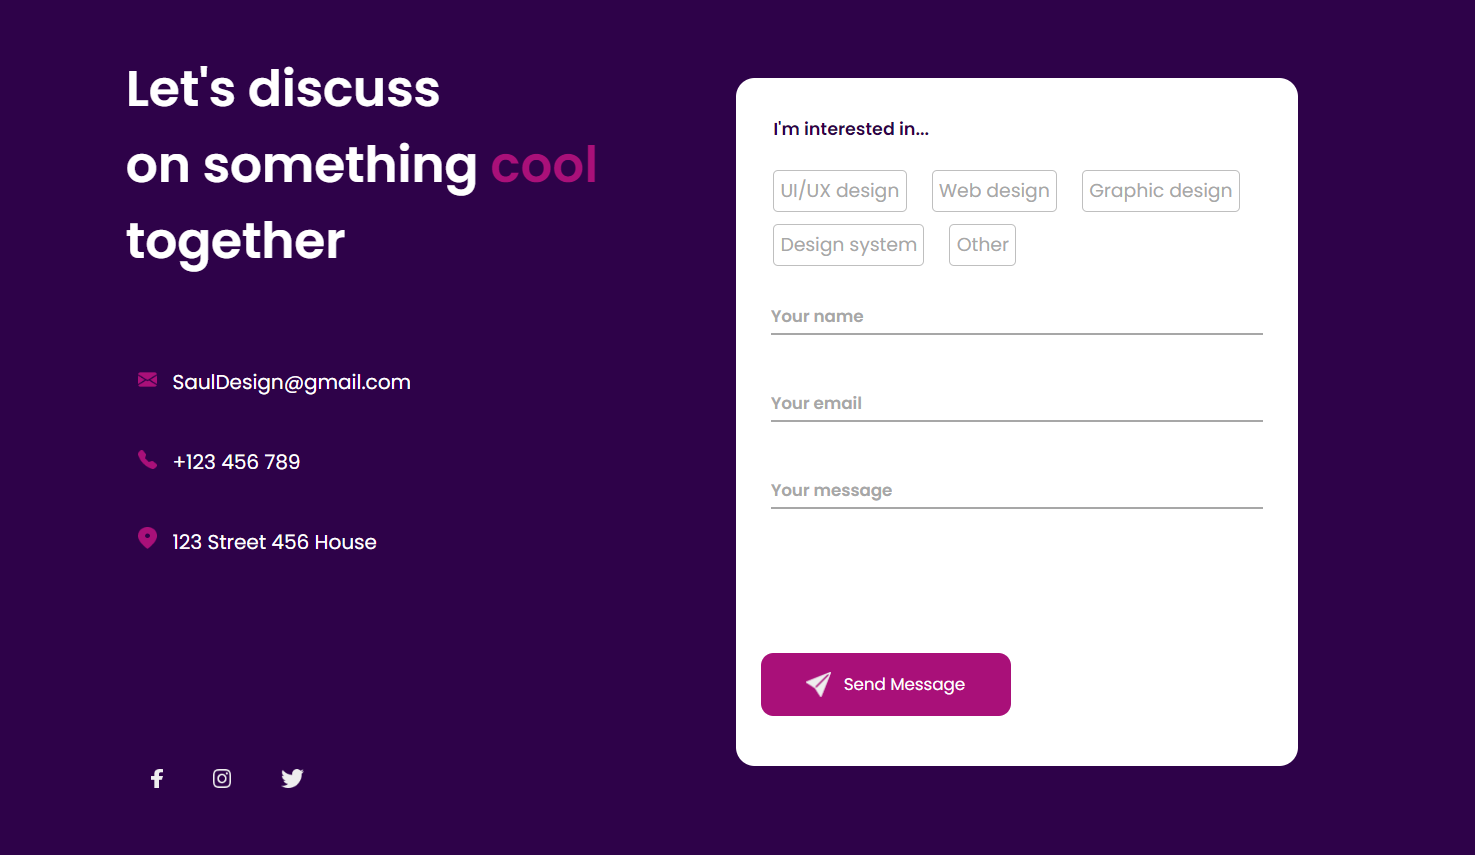 Let's discuss
on something cool
together
SaulDesign@gmail.com
+123 456 789
123 Street 456 House
I'm interested in...
UI/UX design Web design Graphic design
Design system Other
Your name
Your email
Your message
Send Message